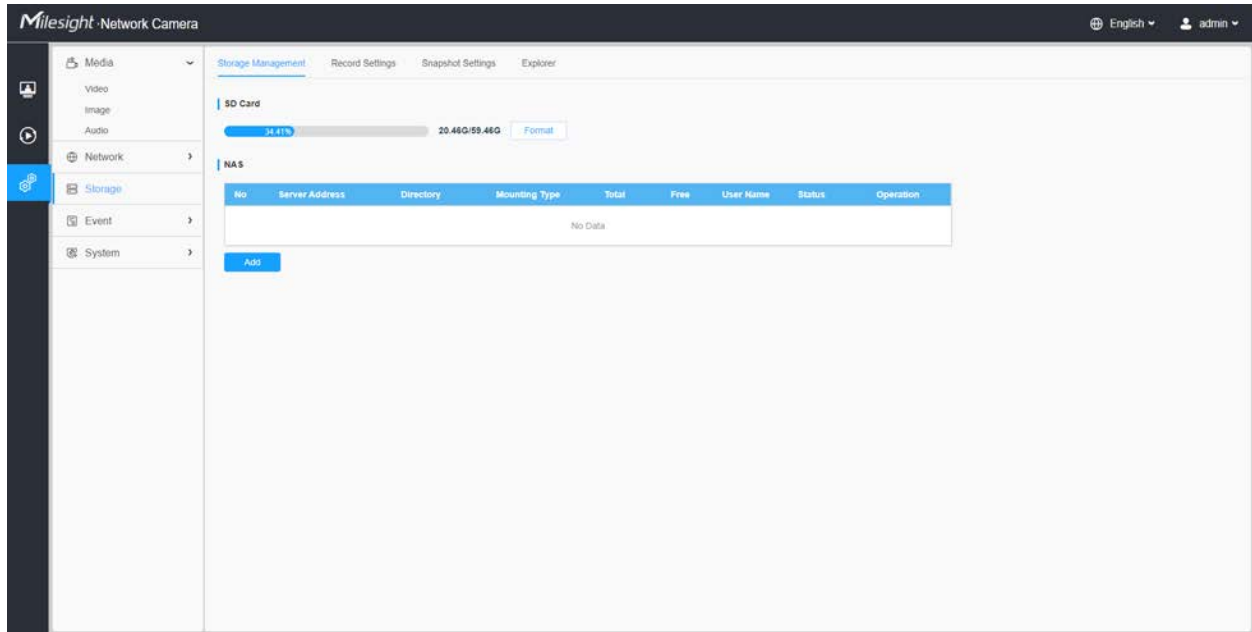 Milesight · Network Camera
English
admin
Media
Video
Image
Audio
Network
Storage
Event
System
Storage Management Record Settings Snapshot Settings Explorer
SD Card
34.41% 20.46G/59.46G Format
NAS
No Server Address Directory Mounting Type Total Free User Name Status Operation
No Data
Add